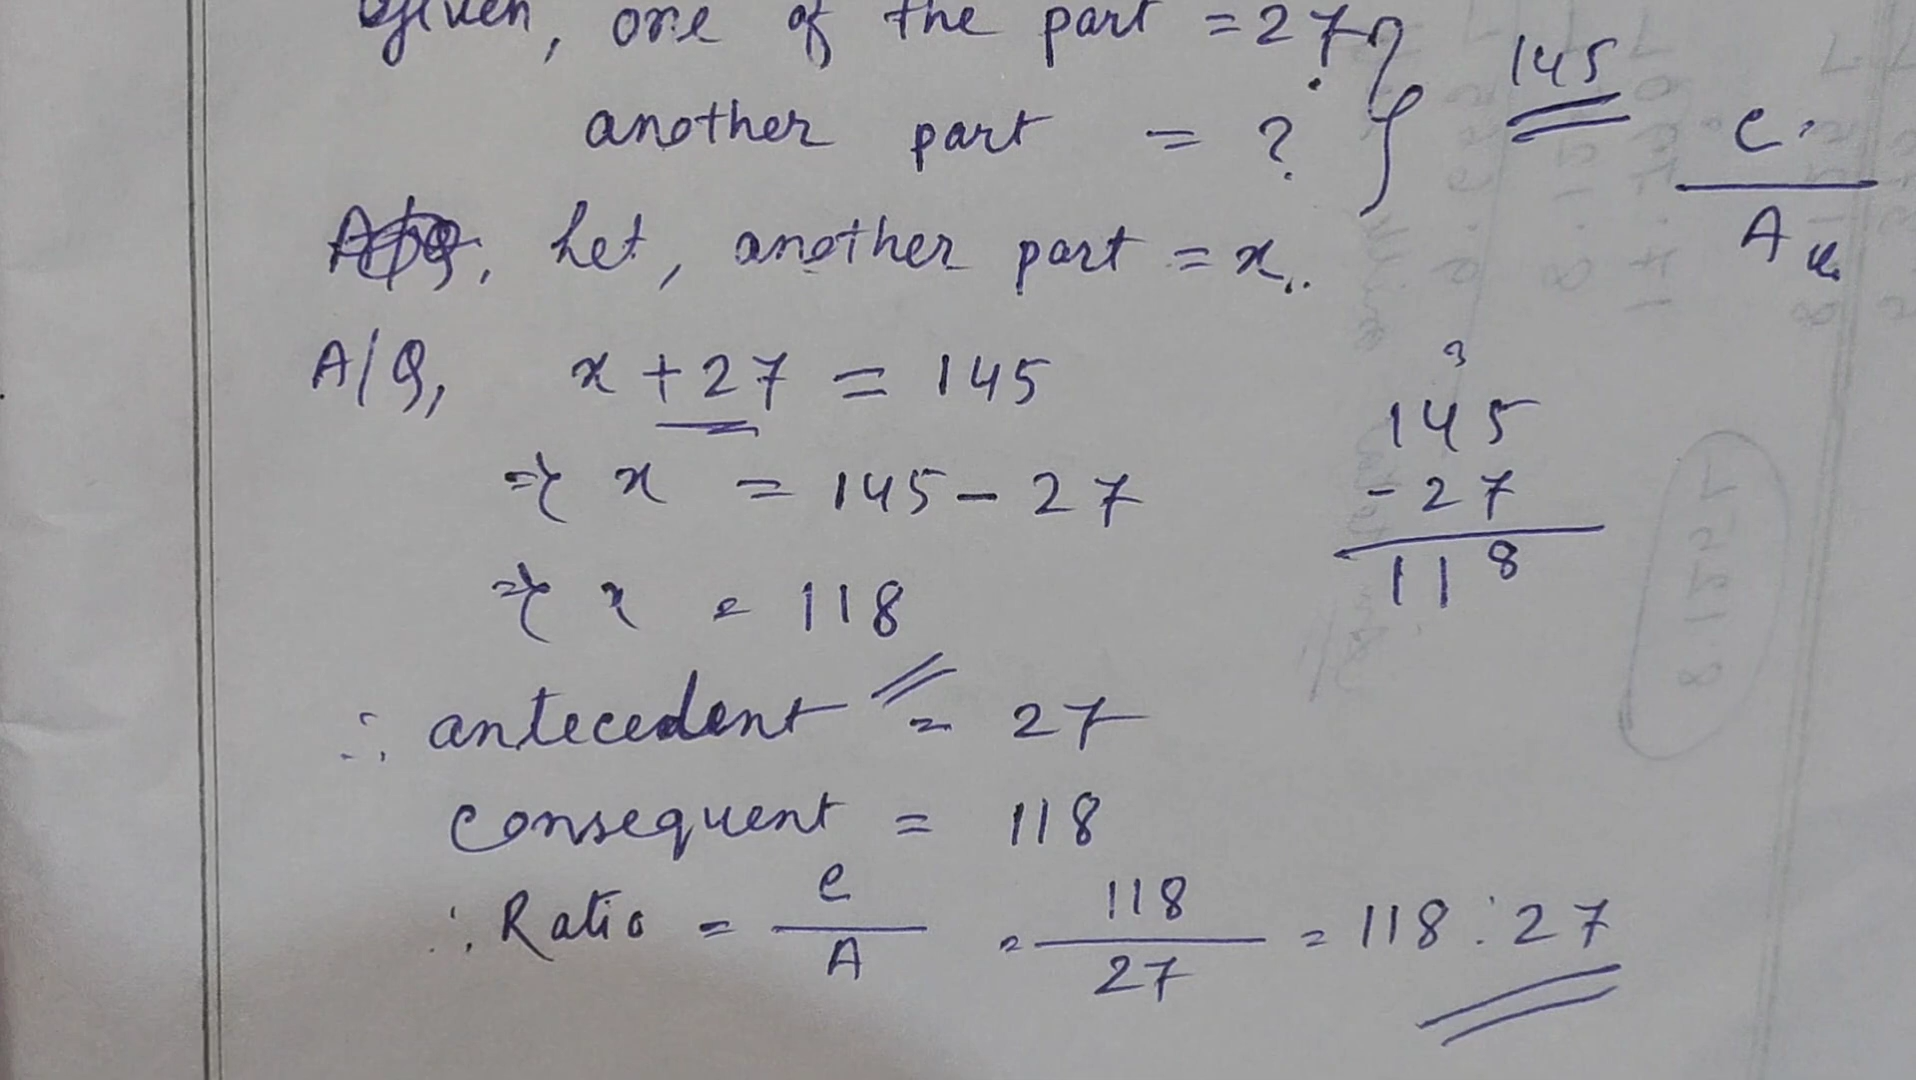 Given, one of the part = 27
145
another part = ?
C
A
Let, another part = x
A/Q, x + 27 = 145
3
145
⇒ x = 145 - 27
- 27
118
⇒ x = 118
∴ antecedent = 27
consequent = 118
∴ Ratio = C/A = 118/27 = 118 : 27